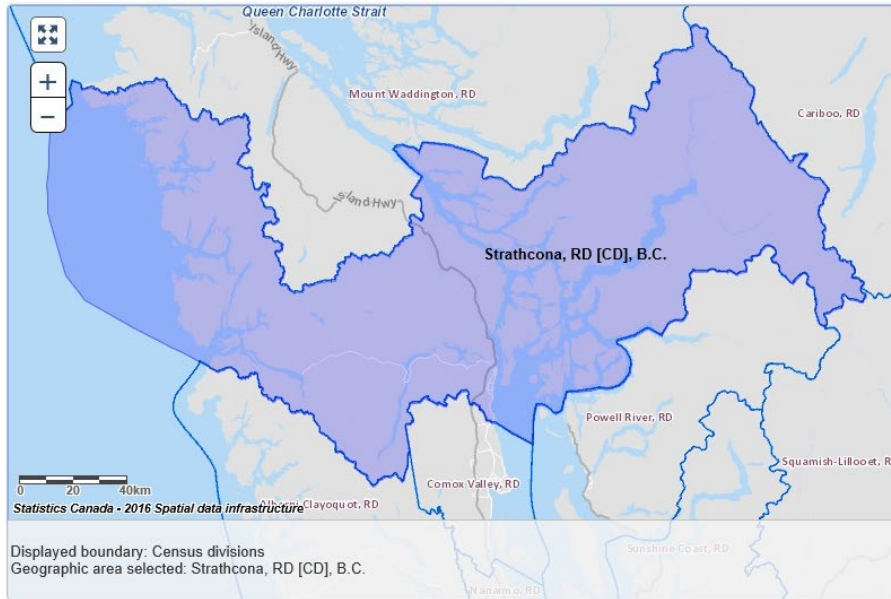 Queen Charlotte Strait
Island Hwy
Mount Waddington, RD
Cariboo, RD
Island Hwy
Strathcona, RD [CD], B.C.
Powell River, RD
Squamish-Lillooet, R
Comox Valley, RD
0 20 40km
Alberni Clayoquot, RD
Statistics Canada - 2016 Spatial data infrastructure
Displayed boundary: Census divisions
Sunshine Coast, RD
Geographic area selected: Strathcona, RD [CD], B.C.
Nanaimo, RD